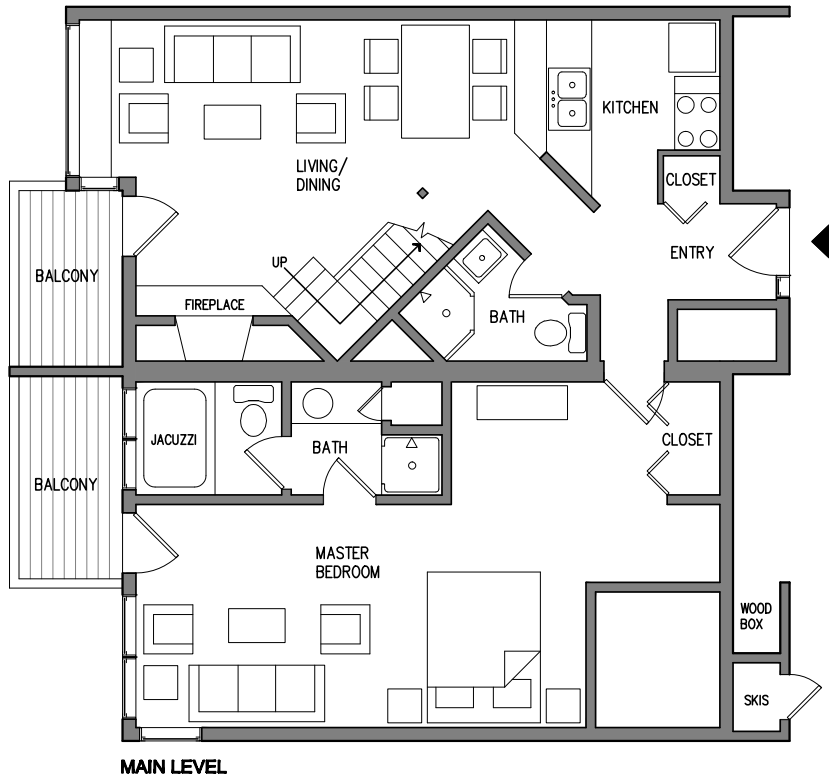 KITCHEN
LIVING/
DINING
CLOSET
ENTRY
UP
BALCONY
FIREPLACE
BATH
JACUZZI
BATH
CLOSET
BALCONY
MASTER
BEDROOM
WOOD
BOX
SKIS
MAIN LEVEL